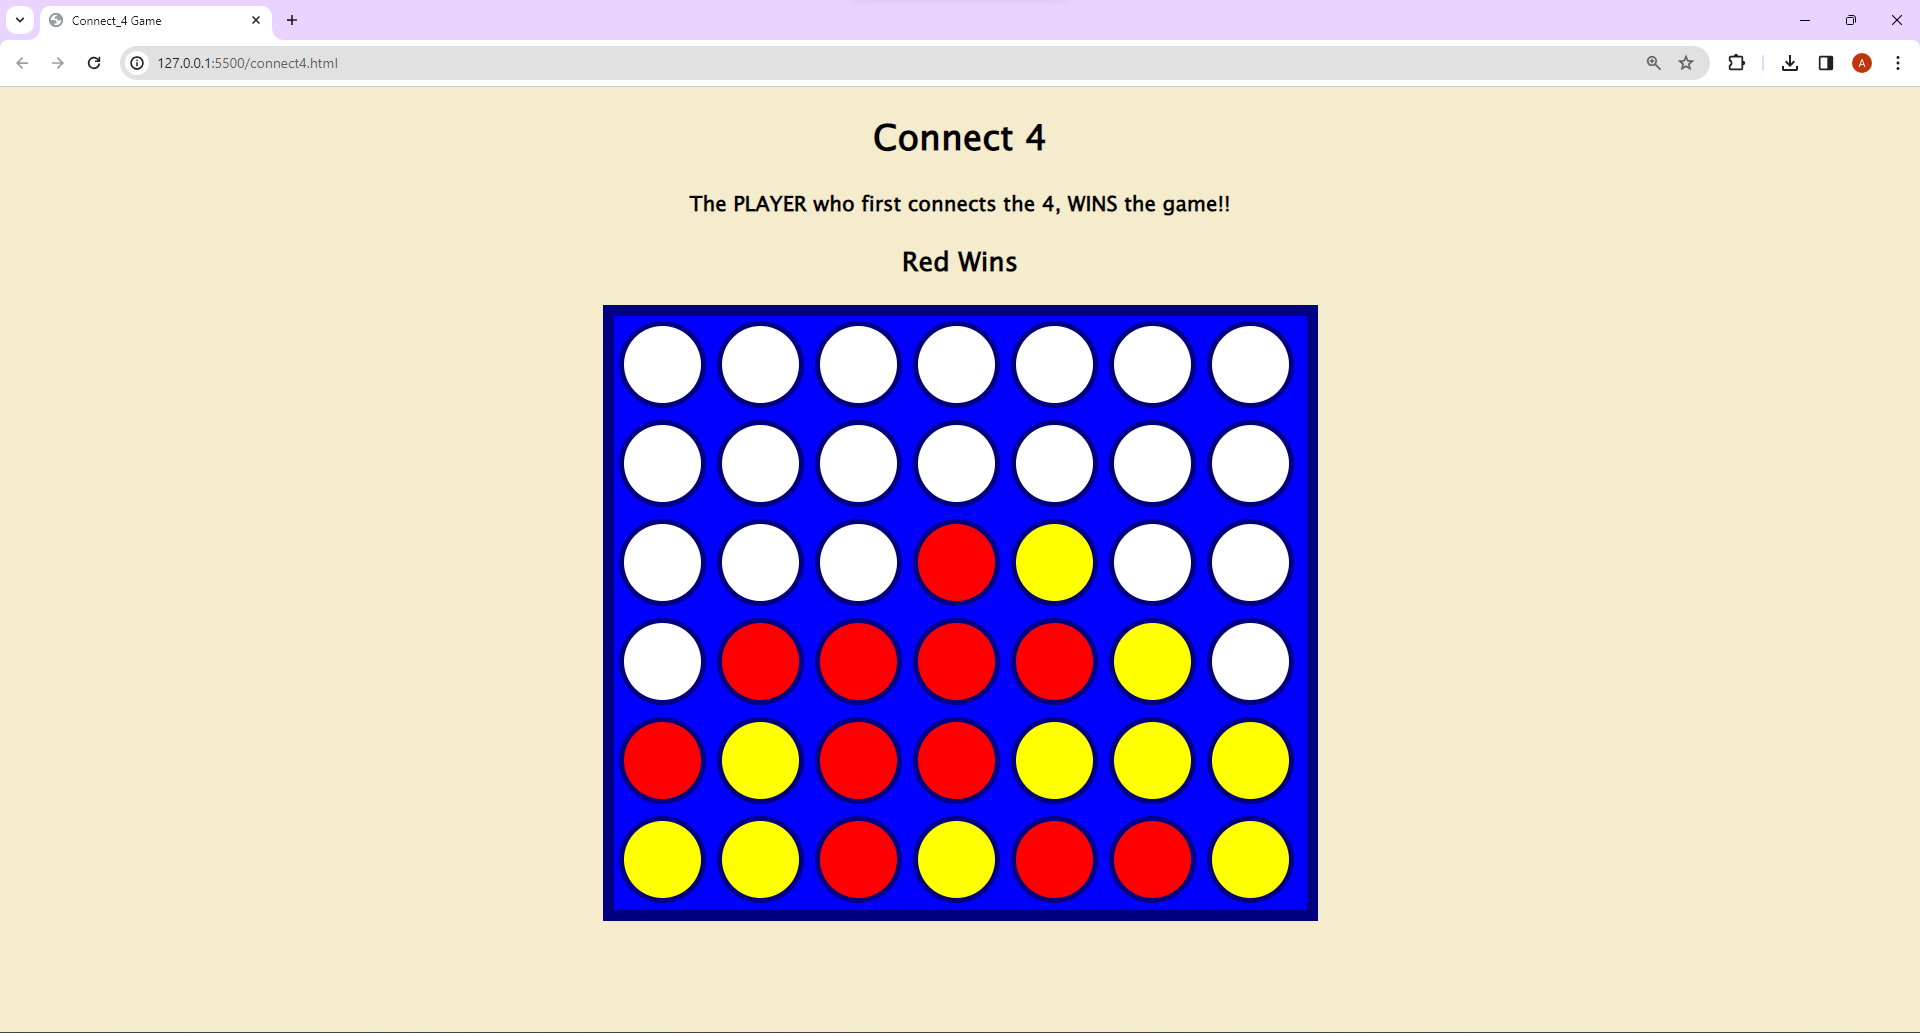 Connect_4 Game
127.0.0.1:5500/connect4.html
A
Connect 4
The PLAYER who first connects the 4, WINS the game!!
Red Wins